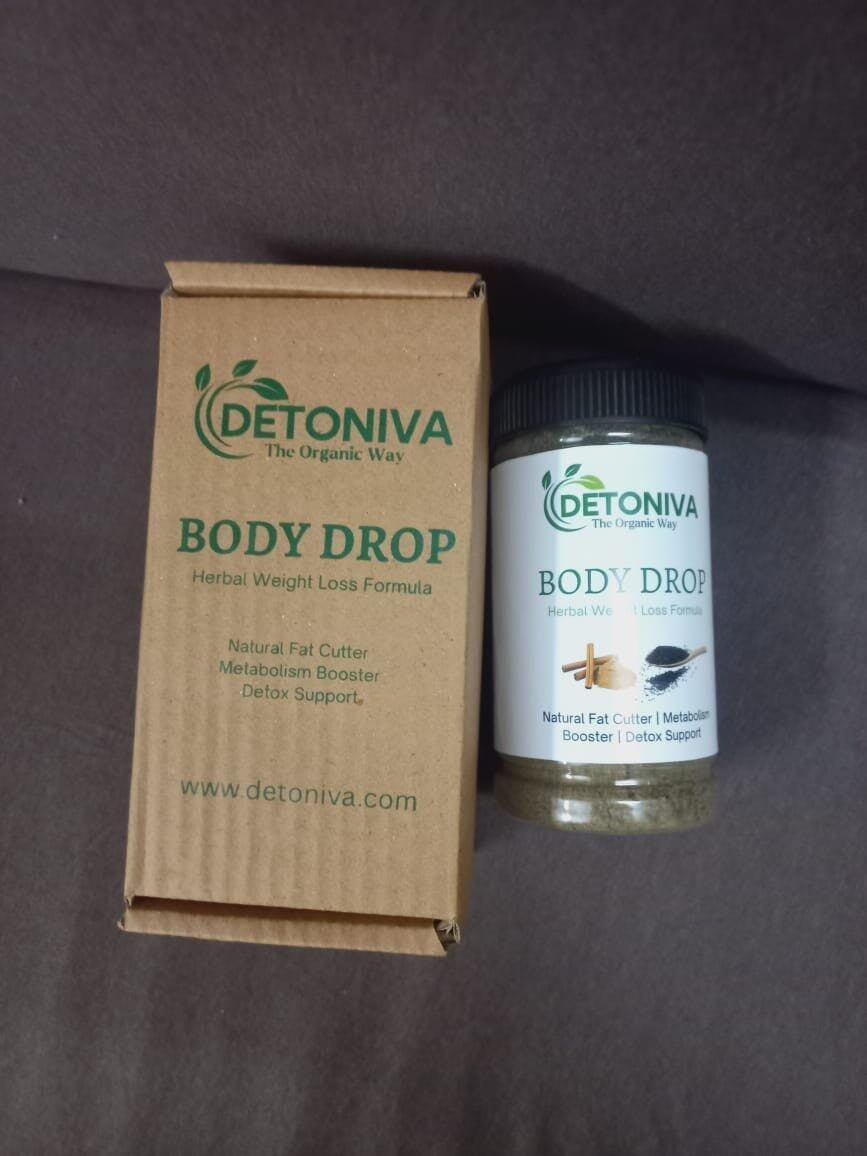 DETONIVA
The Organic Way
BODY DROP
Herbal Weight Loss Formula
Natural Fat Cutter
Metabolism Booster
Detox Support
www.detoniva.com
DETONIVA
The Organic Way
BODY DROP
Herbal Weight Loss Formula
Natural Fat Cutter | Metabolism
Booster | Detox Support